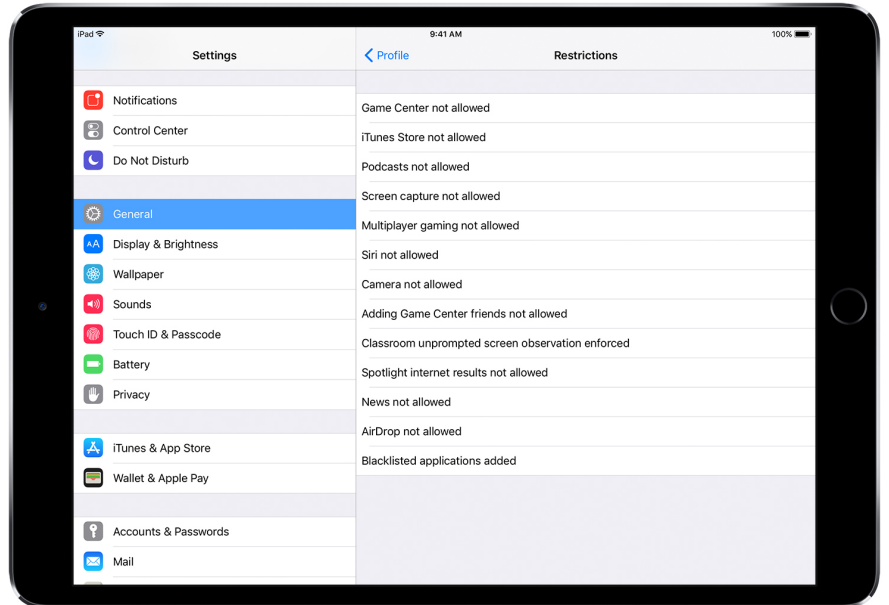 iPad
9:41 AM
100%
Settings
Profile
Restrictions
Notifications
Control Center
Do Not Disturb
General
AA Display & Brightness
Wallpaper
Sounds
Touch ID & Passcode
Battery
Privacy
iTunes & App Store
Wallet & Apple Pay
Accounts & Passwords
Mail
Game Center not allowed
iTunes Store not allowed
Podcasts not allowed
Screen capture not allowed
Multiplayer gaming not allowed
Siri not allowed
Camera not allowed
Adding Game Center friends not allowed
Classroom unprompted screen observation enforced
Spotlight internet results not allowed
News not allowed
AirDrop not allowed
Blacklisted applications added